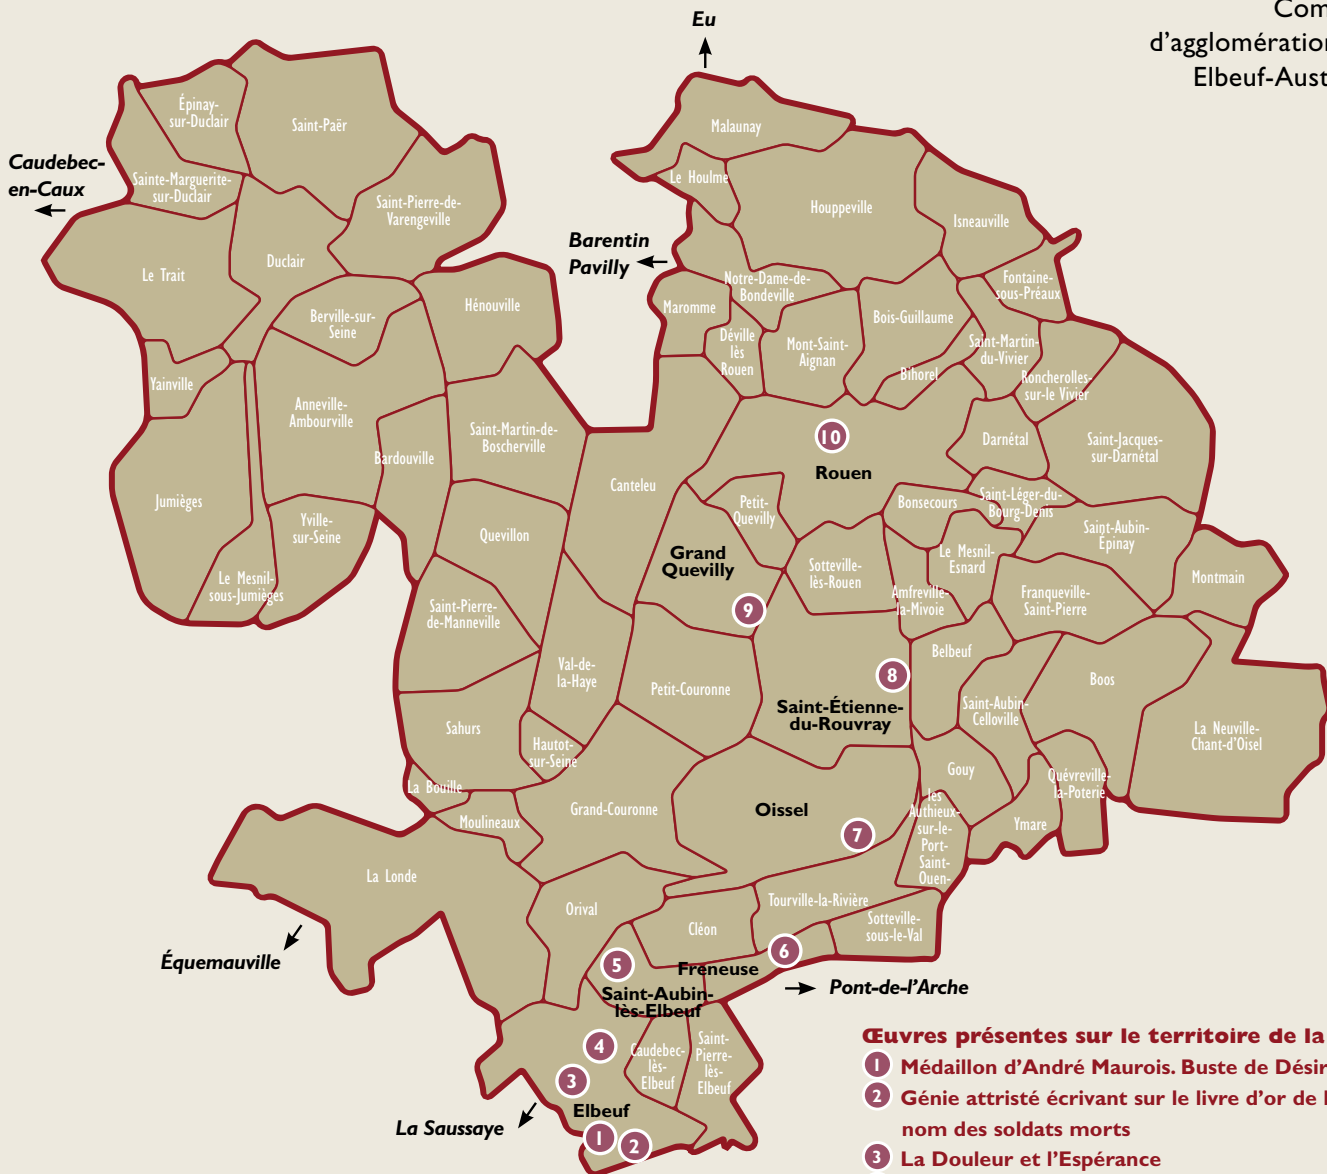 Eu
Com
d'agglomération
Elbeuf-Aust
Épinay-
sur-Duclair
Saint-Paër
Malaunay
Caudebec-
en-Caux
Sainte-Marguerite-
sur-Duclair
Le Houlme
Saint-Pierre-de-
Varengeville
Houppeville
Isneauville
Barentin
Pavilly
Le Trait
Duclair
Notre-Dame-de-
Bondeville
Fontaine-
sous-Préaux
Hénouville
Berville-sur-
Seine
Maromme
Bois-Guillaume
Déville
lès
Rouen
Mont-Saint-
Aignan
Saint-Martin-
du-Vivier
Yainville
Bihorel
Roncherolles-
sur-le Vivier
Anneville-
Ambourville
Saint-Martin-de-
Boscherville
10
Rouen
Darnétal
Saint-Jacques-
sur-Darnétal
Bardouville
Canteleu
Jumièges
Petit-
Quevilly
Bonsecours
Saint-Léger-du-
Bourg-Denis
Yville-
sur-Seine
Quevillon
Saint-Aubin-
Épinay
Grand
Quevilly
Sotteville-
lès-Rouen
Le Mesnil-
Esnard
Le Mesnil-
sous-Jumièges
Montmain
Saint-Pierre-
de-Manneville
9
Amfreville-
la-Mivoie
Franqueville-
Saint-Pierre
Val-de-
la-Haye
Belbeuf
Petit-Couronne
8
Boos
Saint-Étienne-
du-Rouvray
Saint-Aubin-
Celloville
Sahurs
La Neuville-
Chant-d'Oisel
Hautot-
sur-Seine
Gouy
Quévreville-
la-Poterie
La Bouille
Moulineaux
Grand-Couronne
Oissel
7
les
Authieux-
sur-le-
Port-
Saint-
Ouen-
Ymare
La Londe
Orival
Tourville-la-Rivière
Cléon
Sotteville-
sous-le-Val
Équemauville
5
6
Freneuse
Pont-de-l'Arche
Saint-Aubin-
lès-Elbeuf
4
Caudebec-
lès-
Elbeuf
Saint-
Pierre-
lès-
Elbeuf
3
Elbeuf
La Saussaye
1
2
Œuvres présentes sur le territoire de la
1 Médaillon d'André Maurois. Buste de Désir
2 Génie attristé écrivant sur le livre d'or de
nom des soldats morts
3 La Douleur et l'Espérance